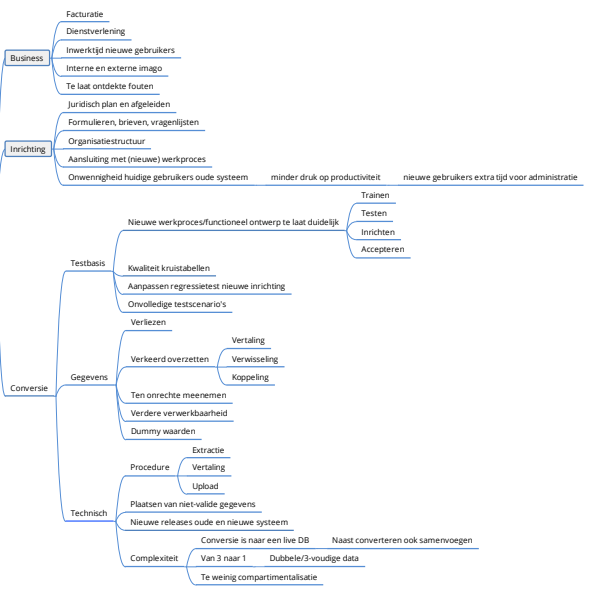 Business
Facturatie
Dienstverlening
Inwerktijd nieuwe gebruikers
Interne en externe imago
Te laat ontdekte fouten
Inrichting
Juridisch plan en afgeleiden
Formulieren, brieven, vragenlijsten
Organisatiestructuur
Aansluiting met (nieuwe) werkproces
Onwennigheid huidige gebruikers oude systeem
minder druk op productiviteit
nieuwe gebruikers extra tijd voor administratie
Conversie
Testbasis
Nieuwe werkproces/functioneel ontwerp te laat duidelijk
Trainen
Testen
Inrichten
Accepteren
Kwaliteit kruistabellen
Aanpassen regressietest nieuwe inrichting
Onvolledige testscenario's
Gegevens
Verliezen
Verkeerd overzetten
Vertaling
Verwisseling
Koppeling
Ten onrechte meenemen
Verdere verwerkbaarheid
Dummy waarden
Technisch
Procedure
Extractie
Vertaling
Upload
Plaatsen van niet-valide gegevens
Nieuwe releases oude en nieuwe systeem
Complexiteit
Conversie is naar een live DB
Naast converteren ook samenvoegen
Van 3 naar 1
Dubbele/3-voudige data
Te weinig compartimentalisatie